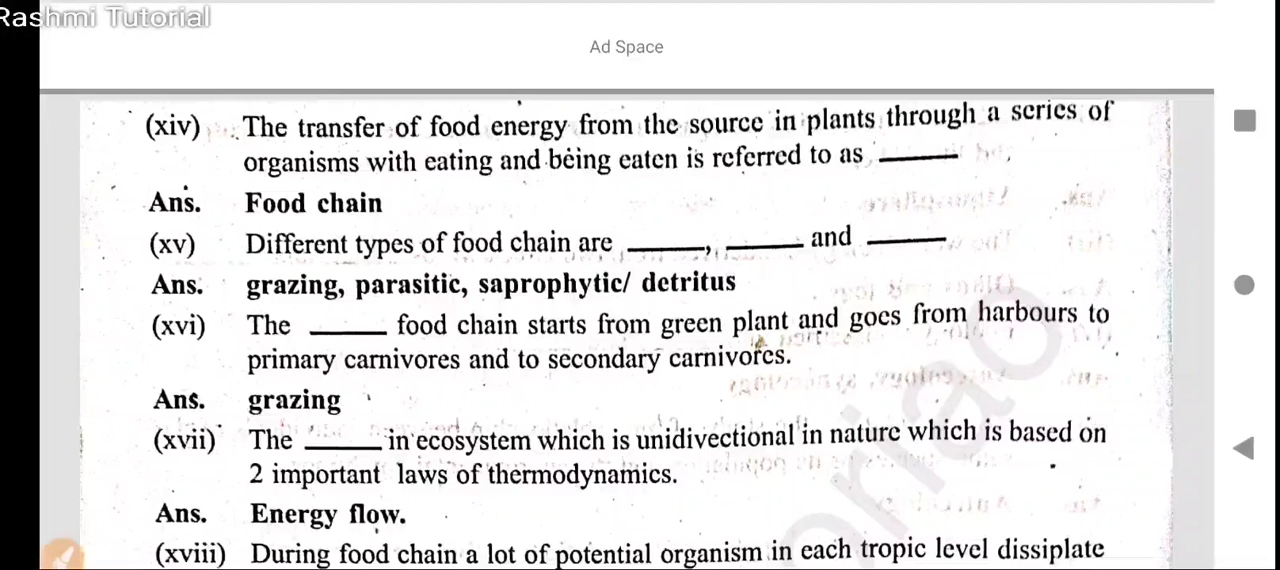 Rashmi Tutorial
Ad Space
(xiv) The transfer of food energy from the source in plants through a series of
organisms with eating and being eaten is referred to as ______
Ans. Food chain
(xv) Different types of food chain are ______, ______ and ______
Ans. grazing, parasitic, saprophytic/ detritus
(xvi) The ______ food chain starts from green plant and goes from harbours to
primary carnivores and to secondary carnivores.
Ans. grazing
(xvii) The ______ in ecosystem which is unidivectional in nature which is based on
2 important laws of thermodynamics.
Ans. Energy flow.
(xviii) During food chain a lot of potential organism in each tropic level dissiplate